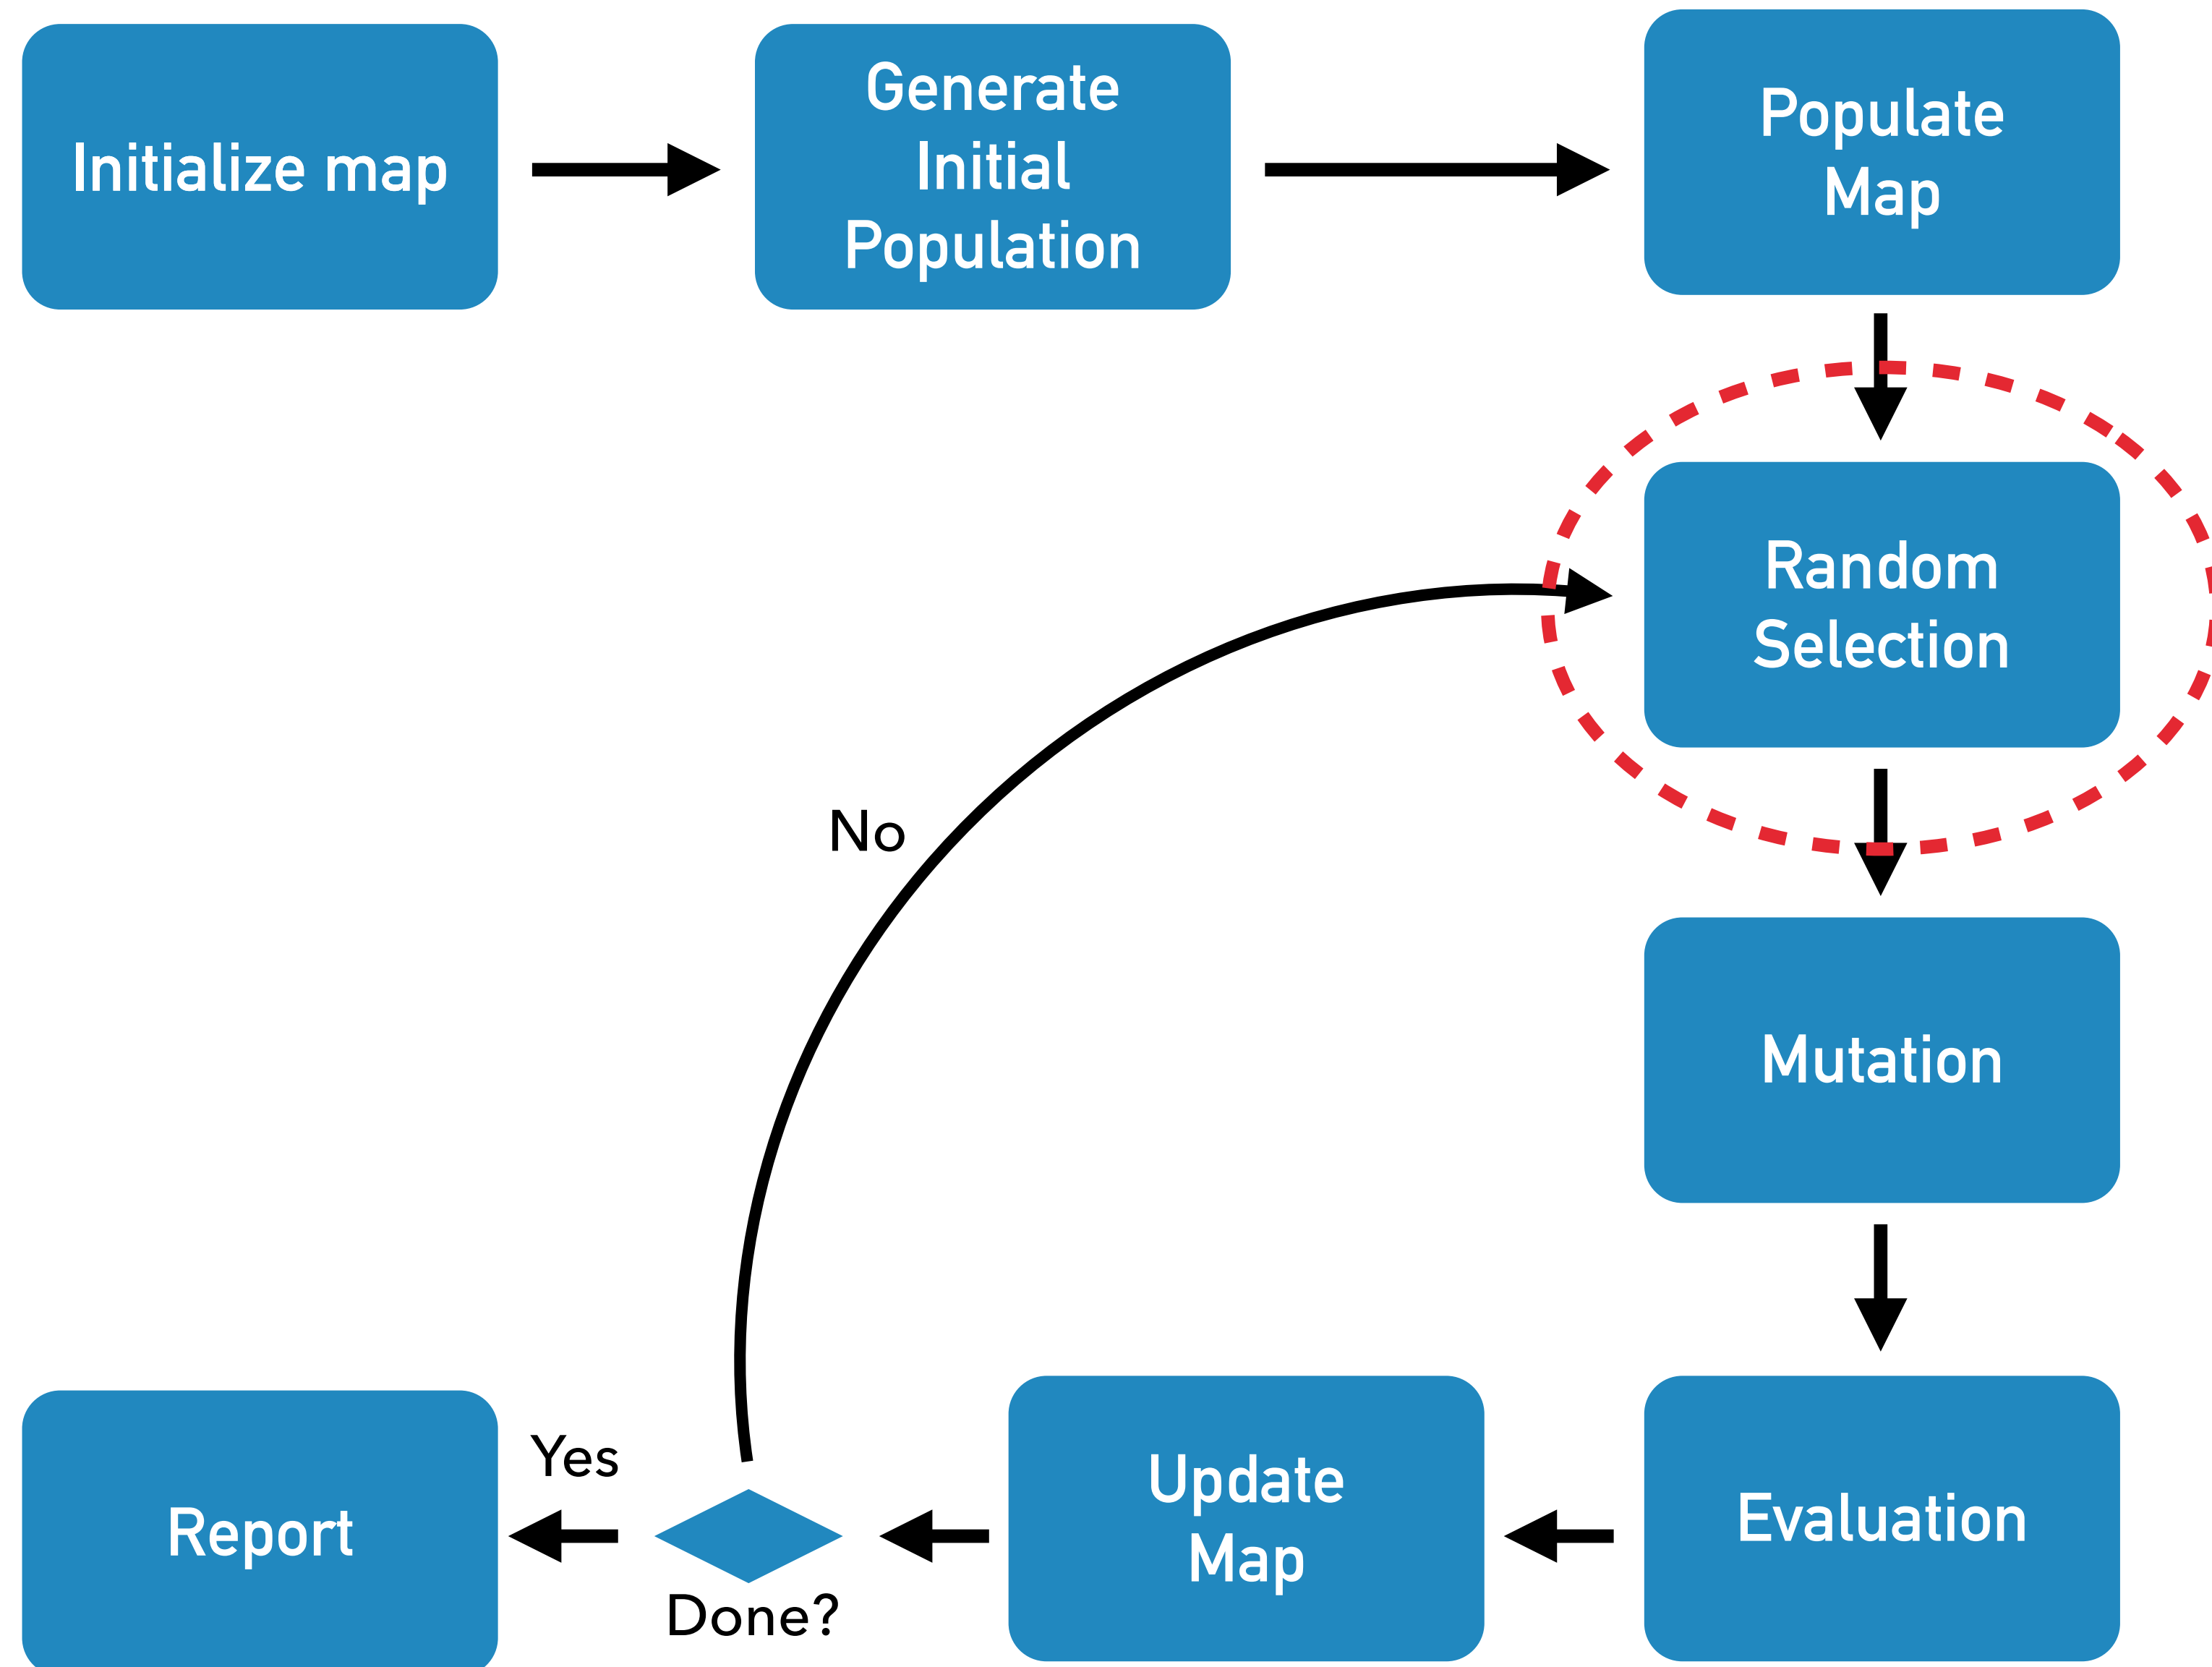 Initialize map
Generate
Initial
Population
Populate
Map
Random
Selection
No
Mutation
Evaluation
Update
Map
Done?
Yes
Report